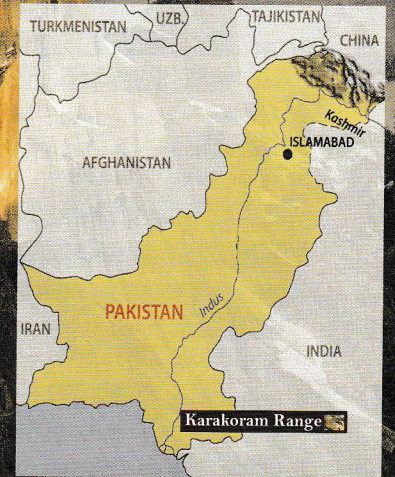 TURKMENISTAN
UZB.
TAJIKISTAN
CHINA
Kashmir
ISLAMABAD
AFGHANISTAN
Indus
PAKISTAN
IRAN
INDIA
Karakoram Range